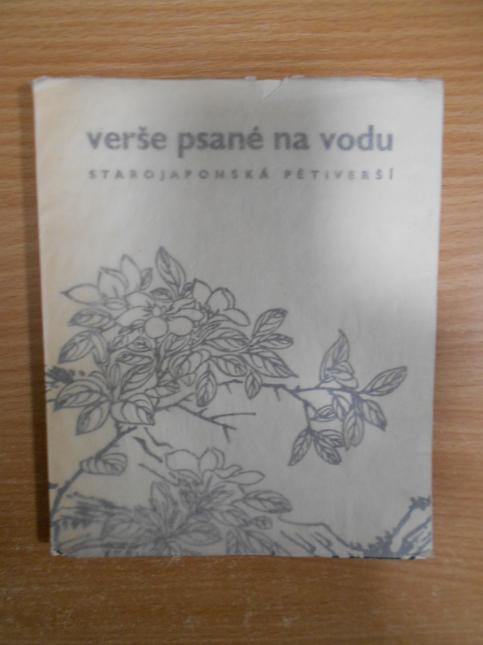 verše psané na vodu
STAROJAPONSKÁ PĚTIVERŠÍ